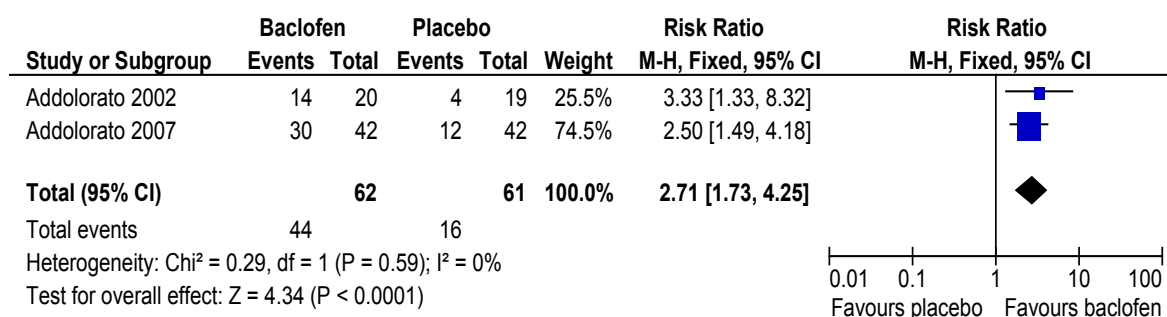 Baclofen Placebo Risk Ratio Risk Ratio
Study or Subgroup Events Total Events Total Weight M-H, Fixed, 95% CI M-H, Fixed, 95% CI
Addolorato 2002 14 20 4 19 25.5% 3.33 [1.33, 8.32]
Addolorato 2007 30 42 12 42 74.5% 2.50 [1.49, 4.18]
Total (95% CI) 62 61 100.0% 2.71 [1.73, 4.25]
Total events 44 16
Heterogeneity: Chi² = 0.29, df = 1 (P = 0.59); I² = 0%
Test for overall effect: Z = 4.34 (P < 0.0001)
0.01 0.1 1 10 100
Favours placebo Favours baclofen